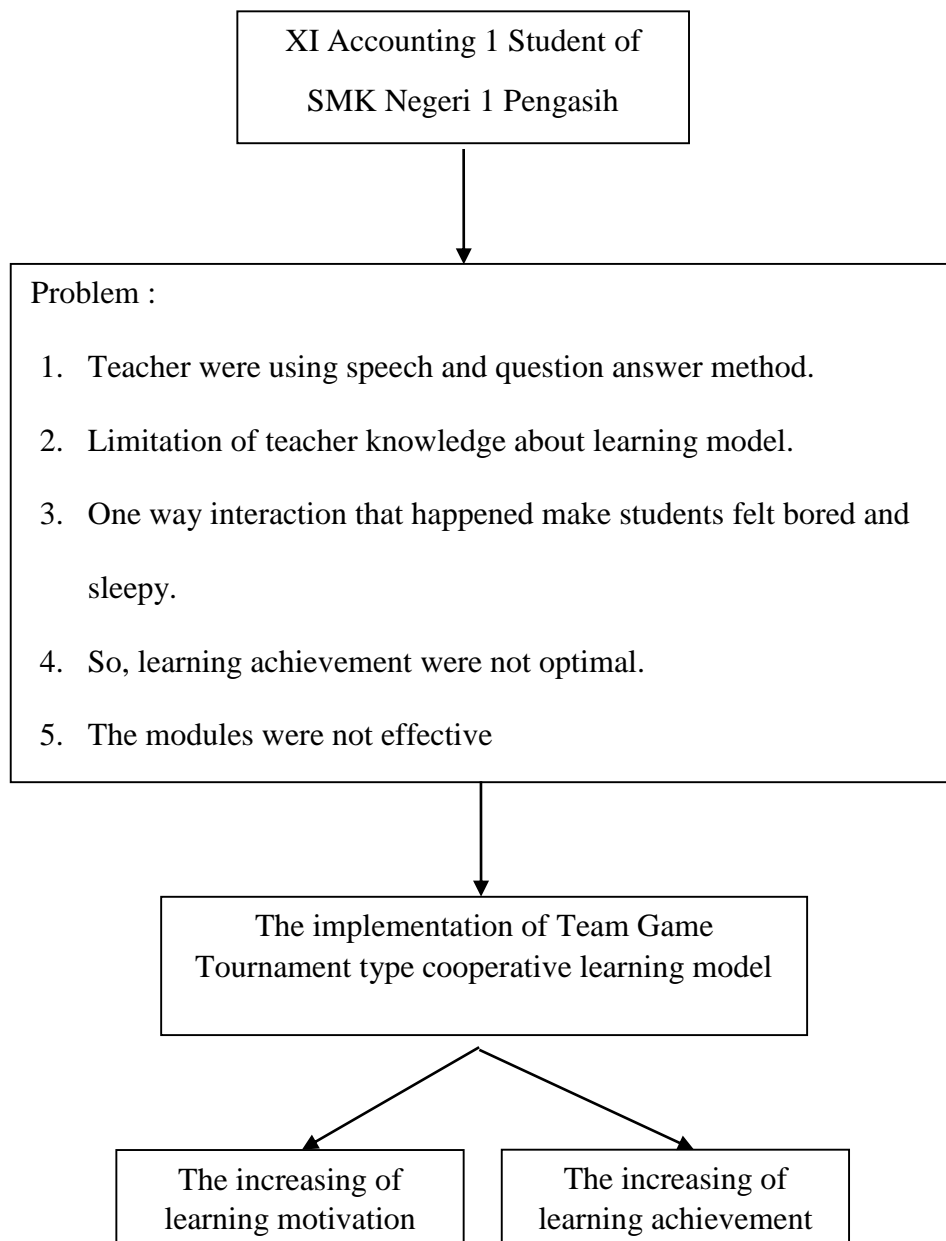 XI Accounting 1 Student of
SMK Negeri 1 Pengasih
Problem :
1. Teacher were using speech and question answer method.
2. Limitation of teacher knowledge about learning model.
3. One way interaction that happened make students felt bored and
sleepy.
4. So, learning achievement were not optimal.
5. The modules were not effective
The implementation of Team Game
Tournament type cooperative learning model
The increasing of
learning motivation
The increasing of
learning achievement